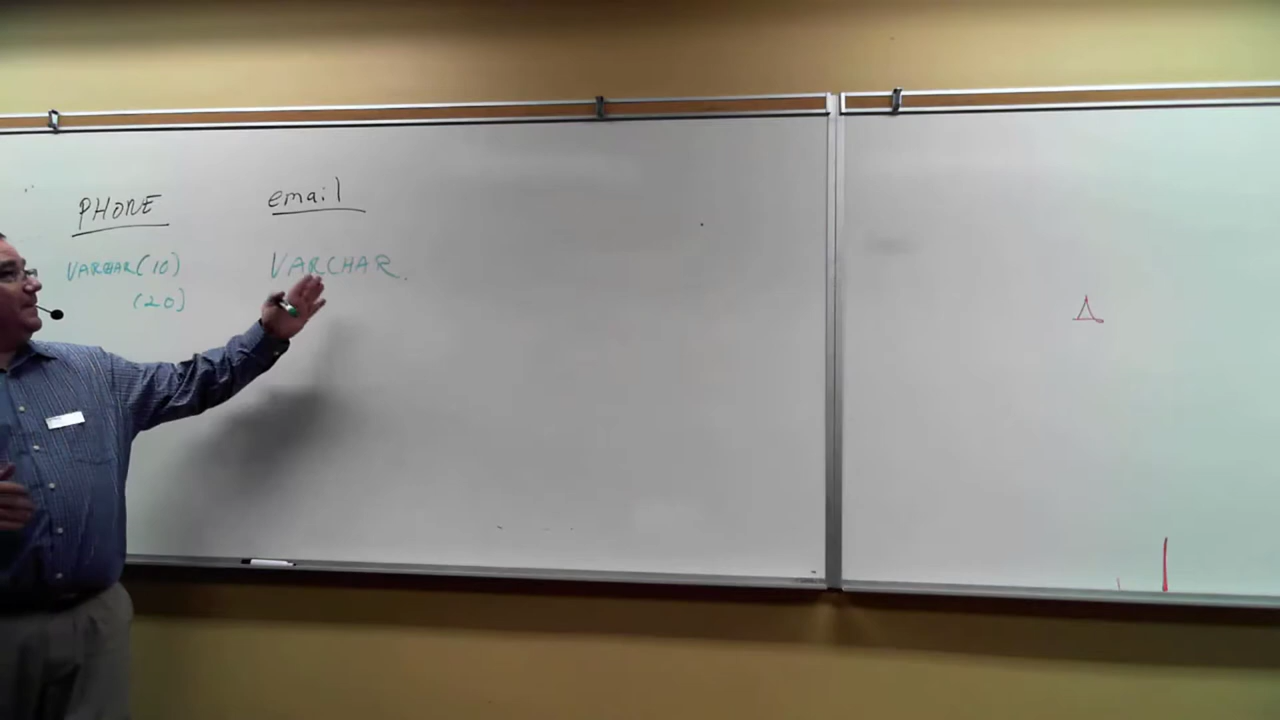 PHONE email
VARCHAR(10) VARCHAR.
(20)
Δ